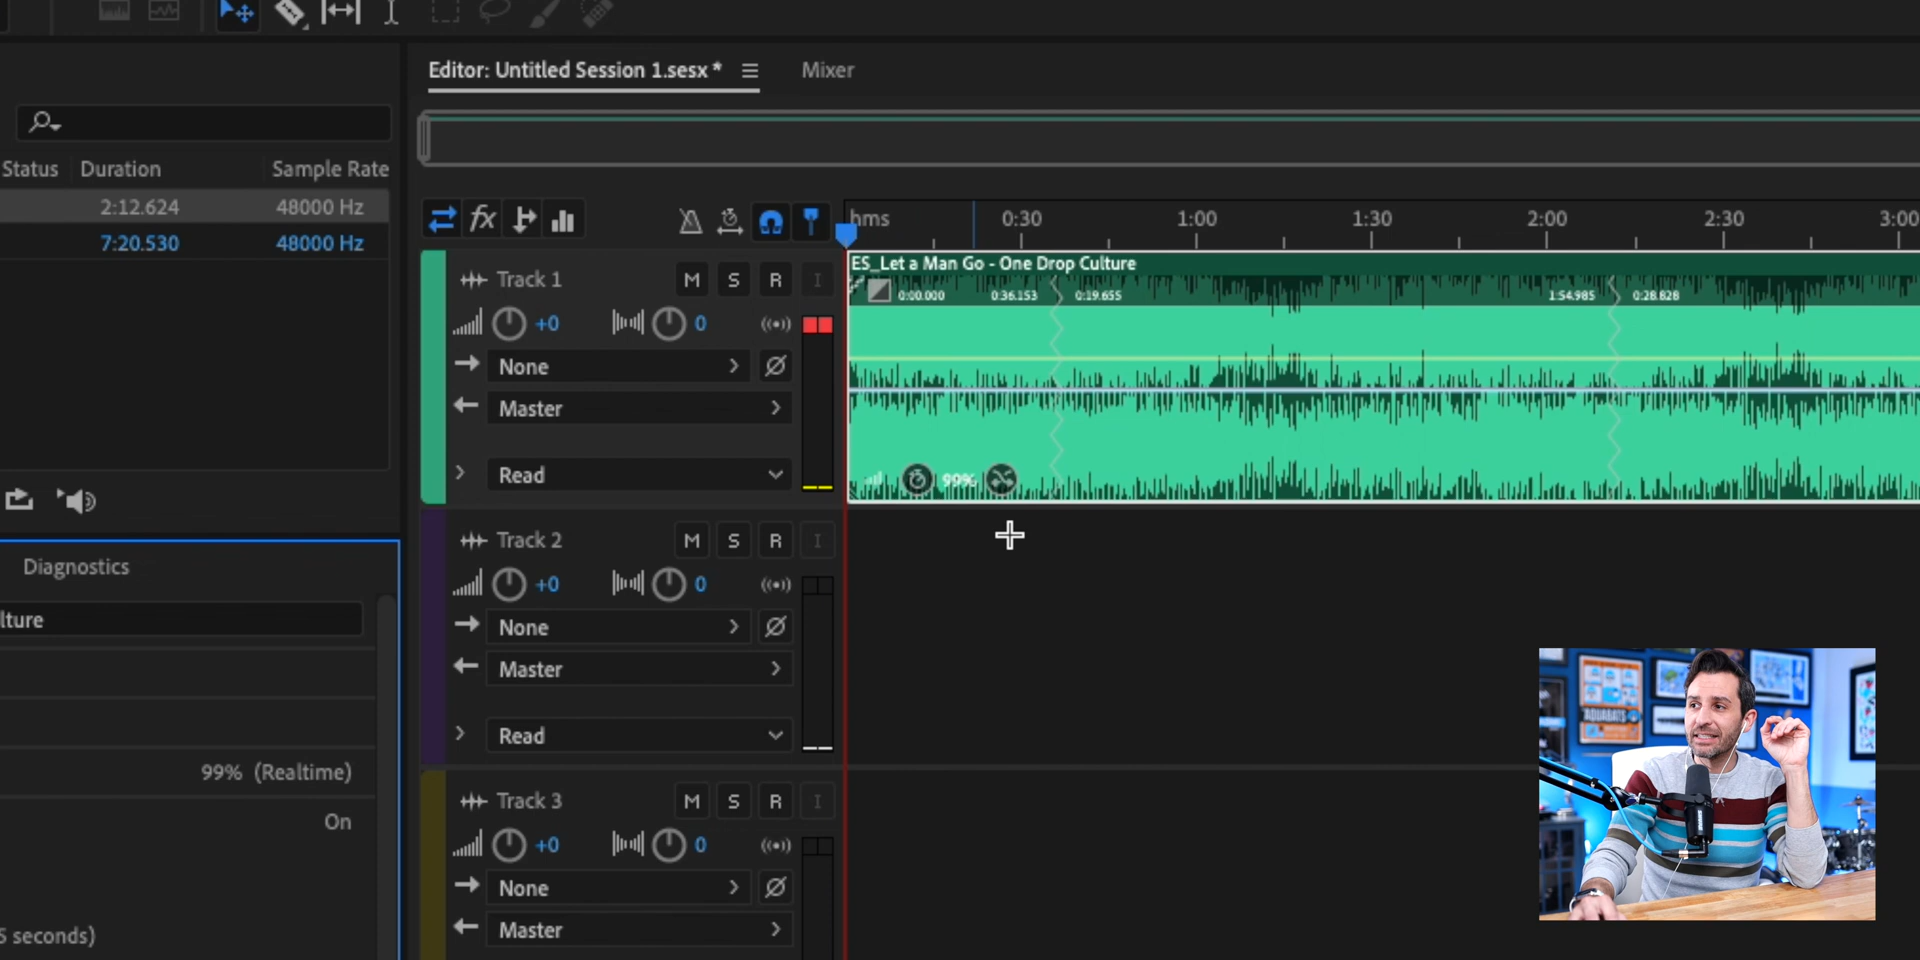 Editor: Untitled Session 1.sesx *
Mixer
Status Duration Sample Rate
2:12.624 48000 Hz
7:20.530 48000 Hz
hms 0:30 1:00 1:30 2:00 2:30 3:00
Track 1 M S R I
ES_Let a Man Go - One Drop Culture
0:00.000 0:36.153 0:19.655 1:54.985 0:28.828
+0 0
None
Master
Read
99%
Track 2 M S R I
+0 0
None
Master
Read
Diagnostics
lture
99% (Realtime)
On
5 seconds)
Track 3 M S R I
+0 0
None
Master
AQUABATS